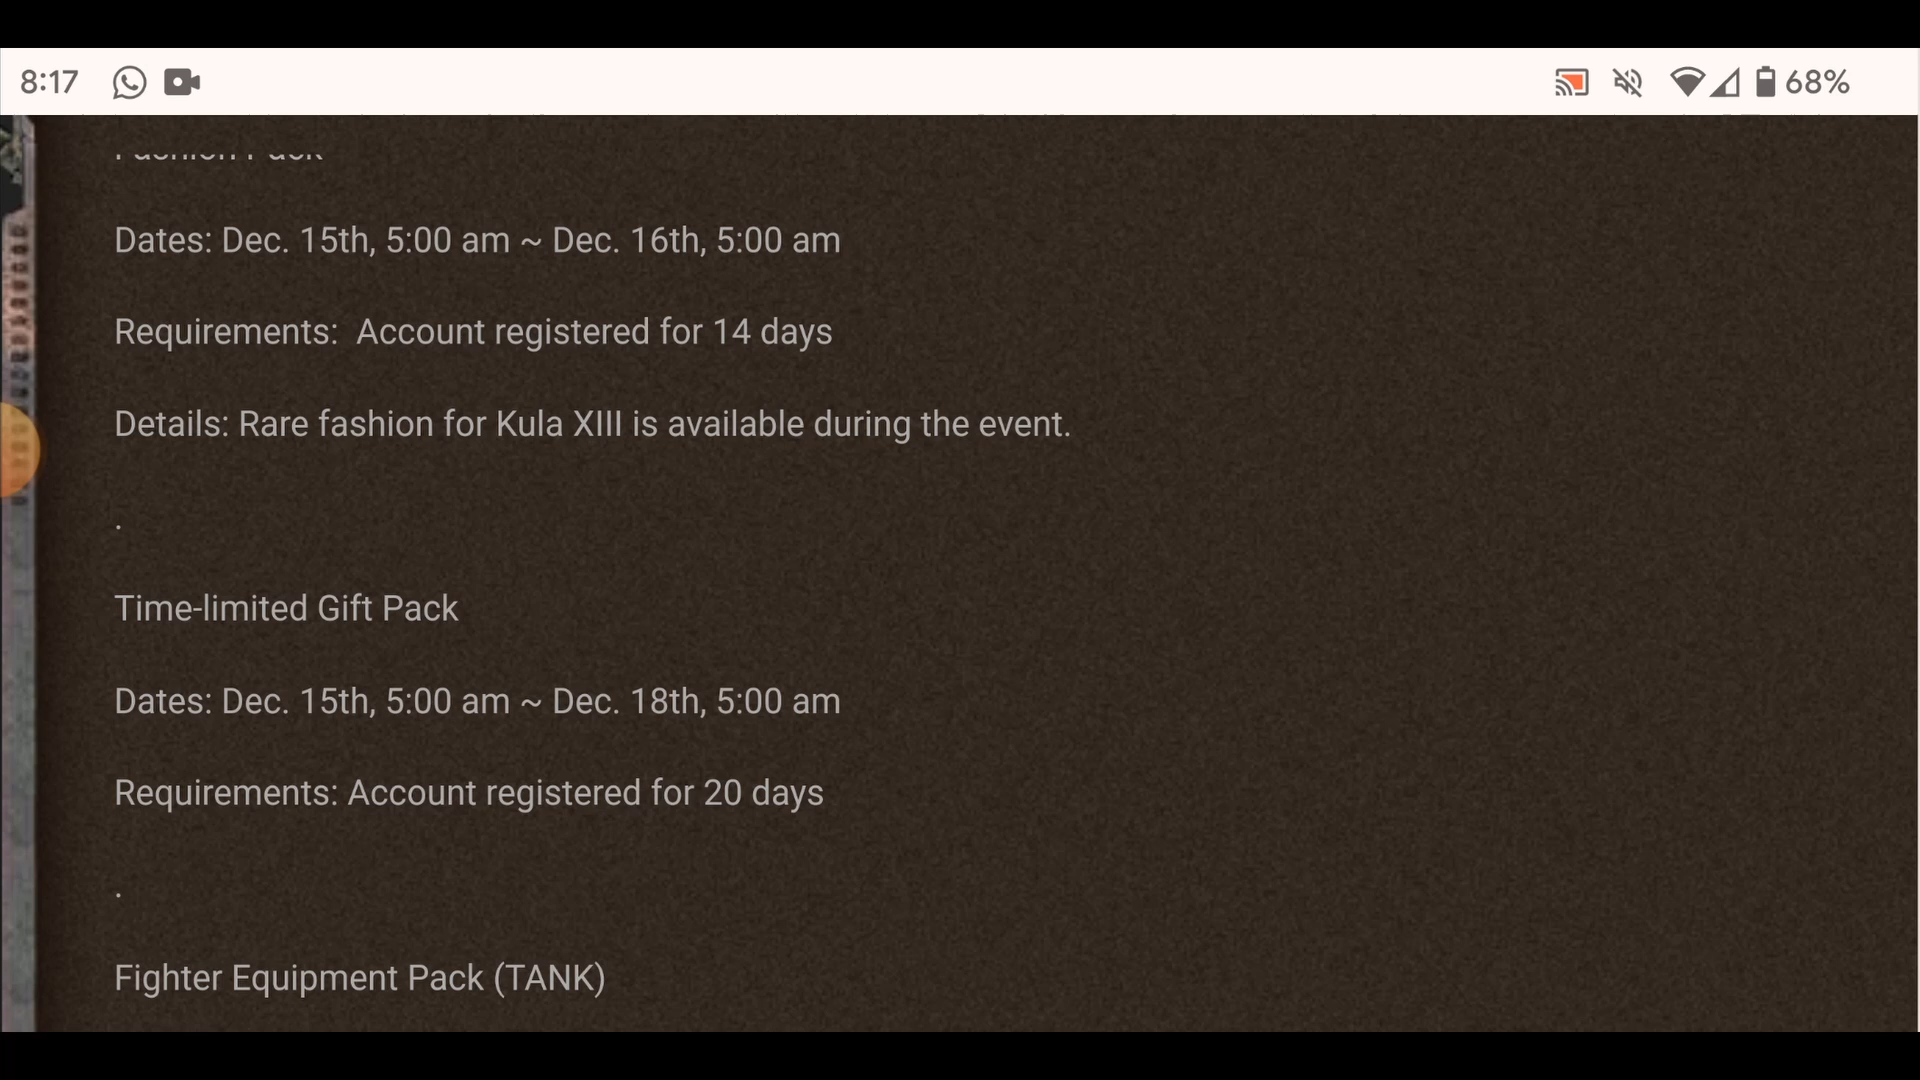 8:17
68%
Fashion Pack
Dates: Dec. 15th, 5:00 am ~ Dec. 16th, 5:00 am
Requirements:  Account registered for 14 days
Details: Rare fashion for Kula XIII is available during the event.
.
Time-limited Gift Pack
Dates: Dec. 15th, 5:00 am ~ Dec. 18th, 5:00 am
Requirements: Account registered for 20 days
.
Fighter Equipment Pack (TANK)